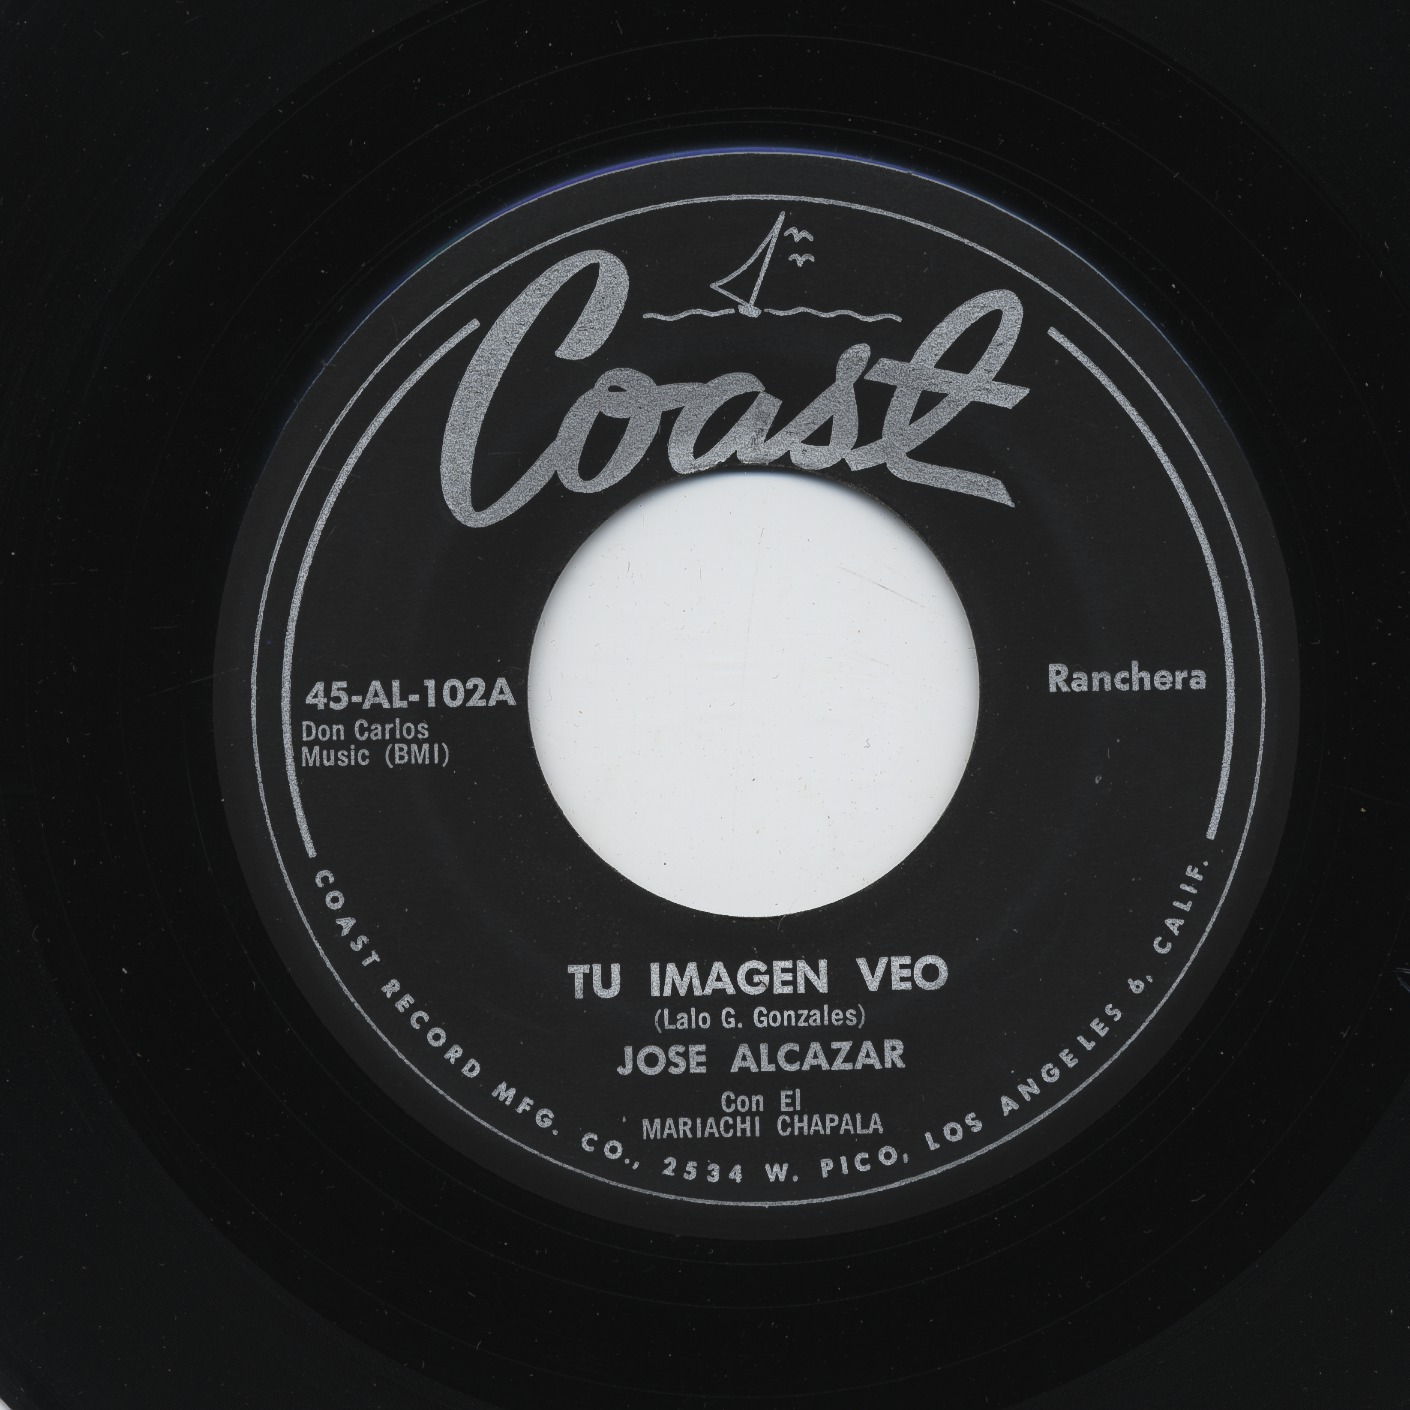 Coast
45-AL-102A
Don Carlos
Music (BMI)
Ranchera
TU IMAGEN VEO
(Lalo G. Gonzales)
JOSE ALCAZAR
Con El
MARIACHI CHAPALA
COAST RECORD MFG. CO., 2534 W. PICO, LOS ANGELES 6, CALIF.